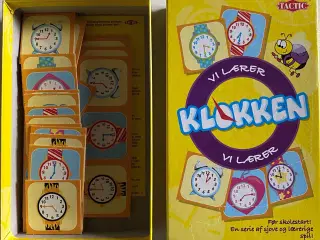 TACTIC
VI LÆRER
KLOKKEN
VI LÆRER
Før skolestart!
En serie af sjove og lærerige
spil!